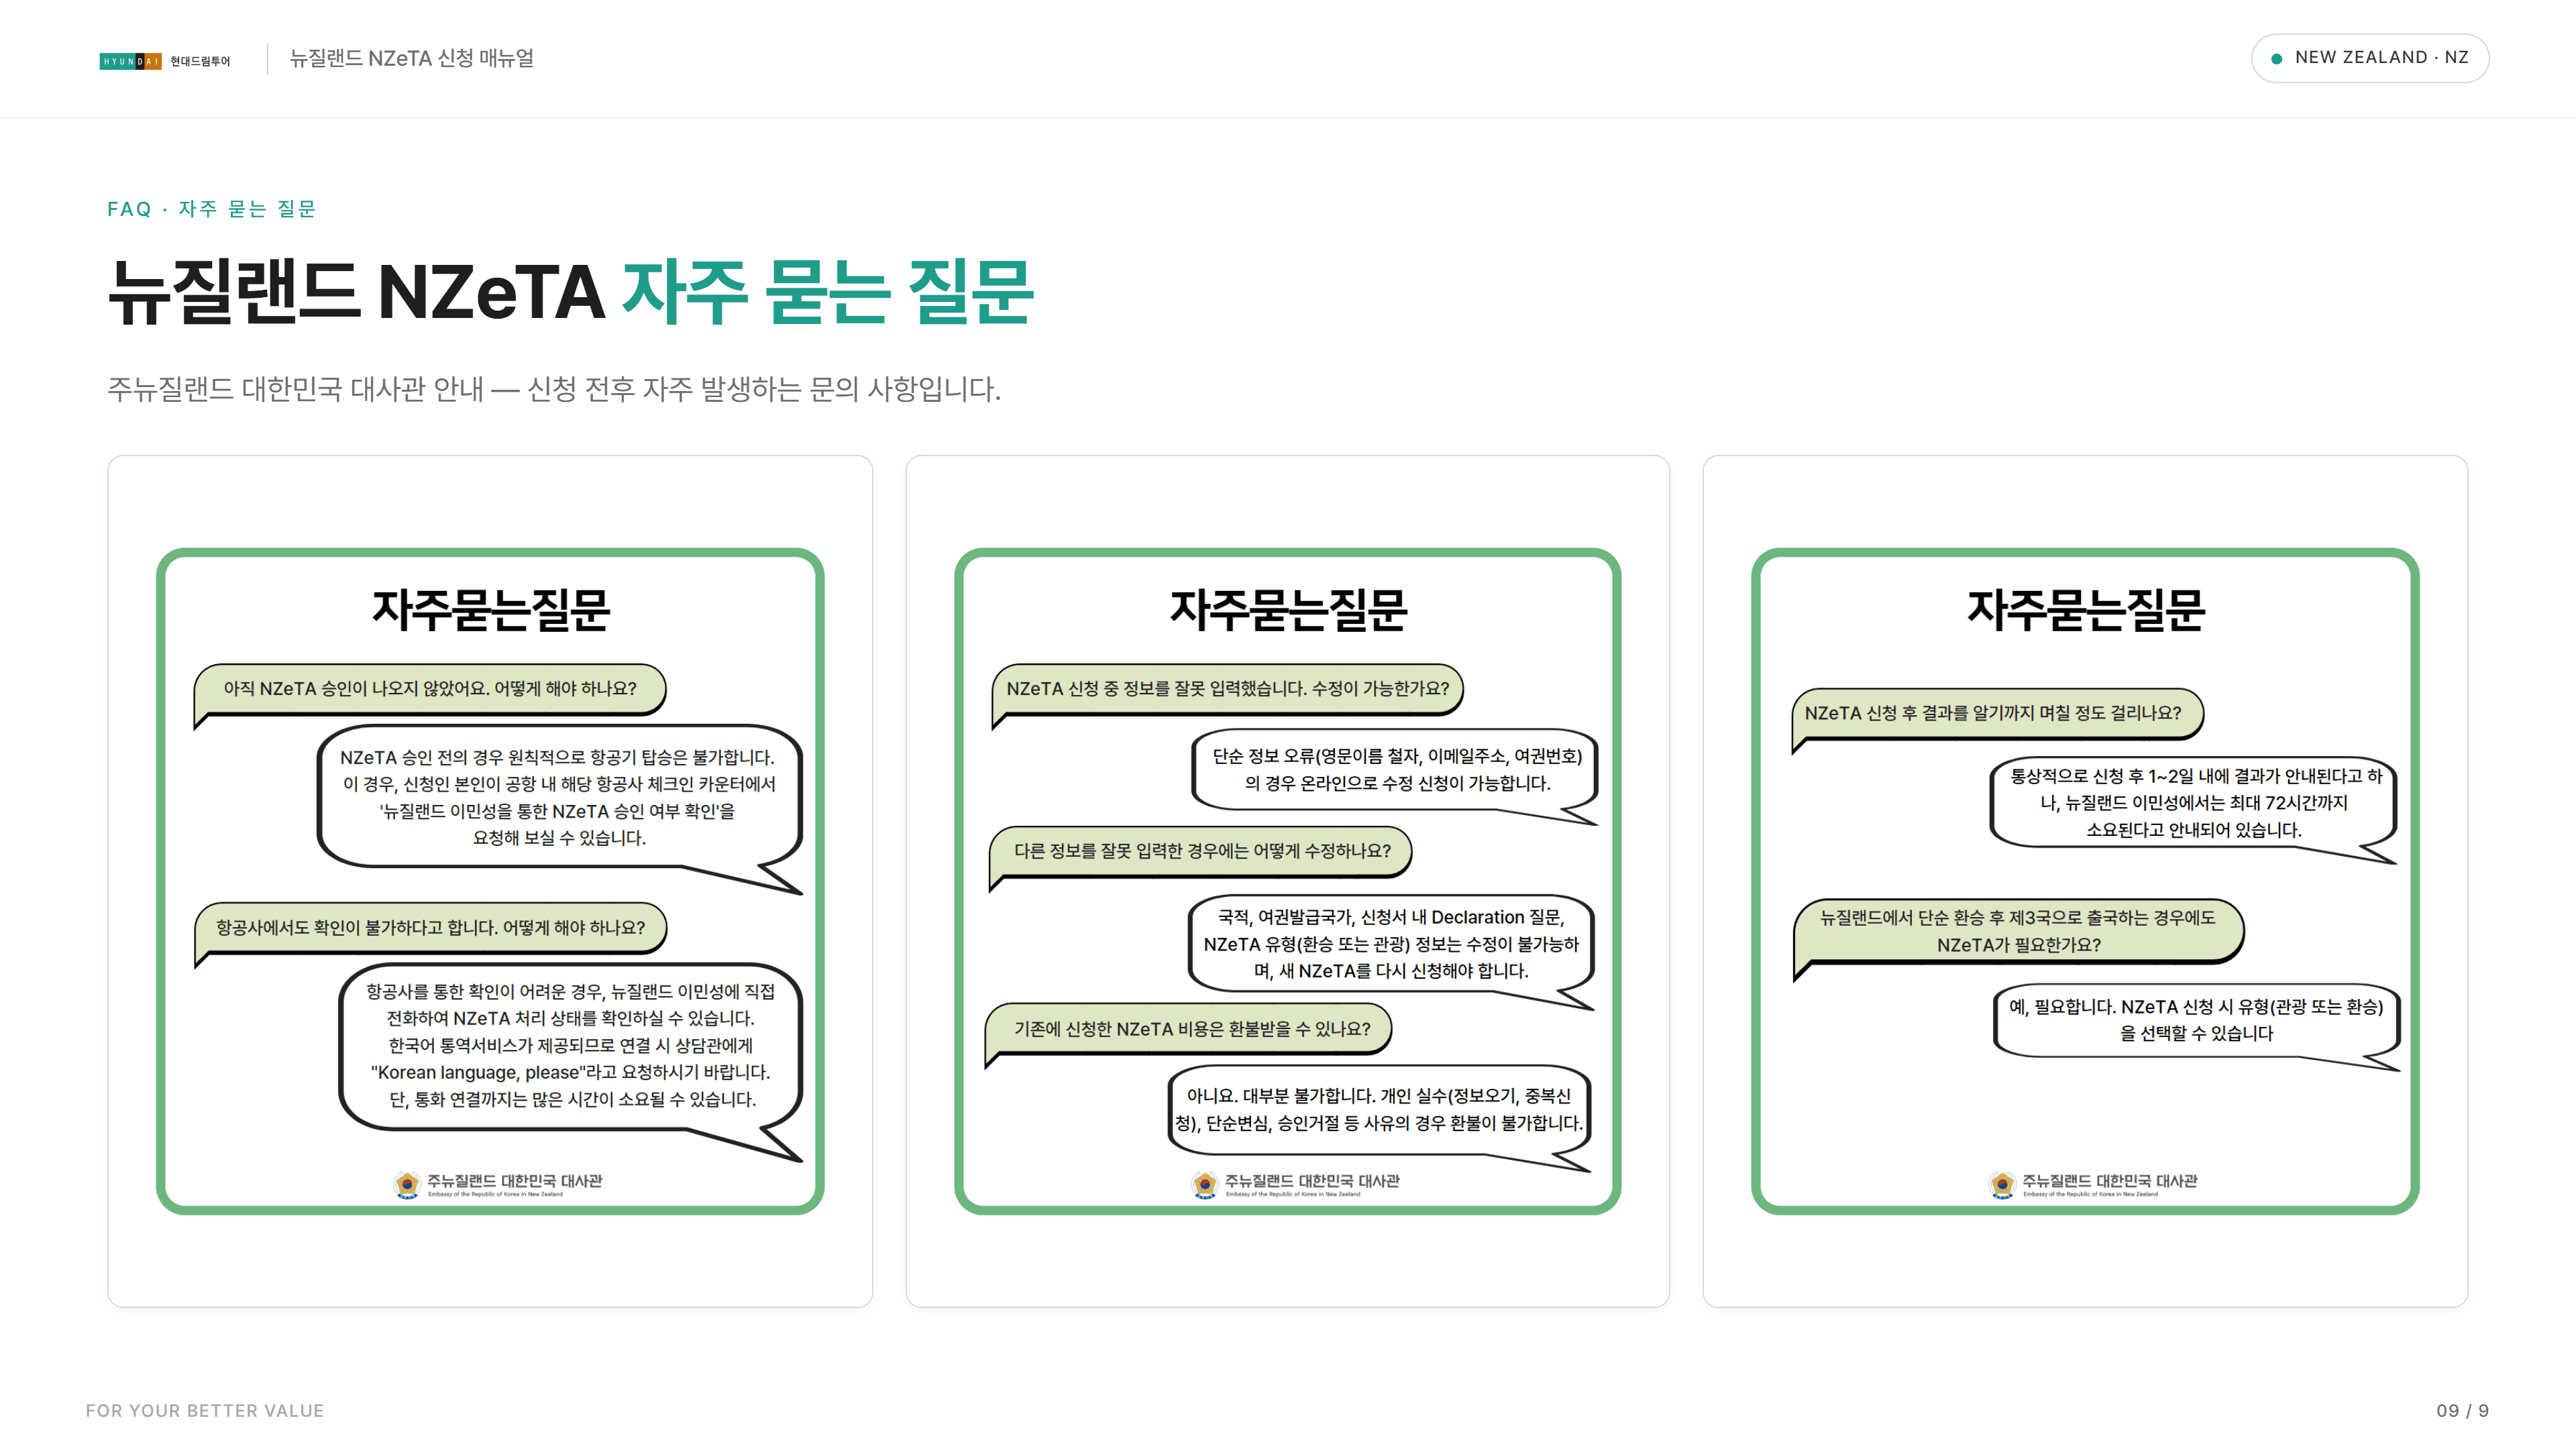 HYUNDAI 현대드림투어
뉴질랜드 NZeTA 신청 매뉴얼
NEW ZEALAND · NZ
FAQ · 자주 묻는 질문
뉴질랜드 NZeTA 자주 묻는 질문
주뉴질랜드 대한민국 대사관 안내 — 신청 전후 자주 발생하는 문의 사항입니다.
자주묻는질문
아직 NZeTA 승인이 나오지 않았어요. 어떻게 해야 하나요?
NZeTA 승인 전의 경우 원칙적으로 항공기 탑승은 불가합니다.
이 경우, 신청인 본인이 공항 내 해당 항공사 체크인 카운터에서
'뉴질랜드 이민성을 통한 NZeTA 승인 여부 확인'을
요청해 보실 수 있습니다.
항공사에서도 확인이 불가하다고 합니다. 어떻게 해야 하나요?
항공사를 통한 확인이 어려운 경우, 뉴질랜드 이민성에 직접
전화하여 NZeTA 처리 상태를 확인하실 수 있습니다.
한국어 통역서비스가 제공되므로 연결 시 상담관에게
"Korean language, please"라고 요청하시기 바랍니다.
단, 통화 연결까지는 많은 시간이 소요될 수 있습니다.
주뉴질랜드 대한민국 대사관
Embassy of the Republic of Korea in New Zealand
자주묻는질문
NZeTA 신청 중 정보를 잘못 입력했습니다. 수정이 가능한가요?
단순 정보 오류(영문이름 철자, 이메일주소, 여권번호)
의 경우 온라인으로 수정 신청이 가능합니다.
다른 정보를 잘못 입력한 경우에는 어떻게 수정하나요?
국적, 여권발급국가, 신청서 내 Declaration 질문,
NZeTA 유형(환승 또는 관광) 정보는 수정이 불가능하
며, 새 NZeTA를 다시 신청해야 합니다.
기존에 신청한 NZeTA 비용은 환불받을 수 있나요?
아니요. 대부분 불가합니다. 개인 실수(정보오기, 중복신
청), 단순변심, 승인거절 등 사유의 경우 환불이 불가합니다.
주뉴질랜드 대한민국 대사관
Embassy of the Republic of Korea in New Zealand
자주묻는질문
NZeTA 신청 후 결과를 알기까지 며칠 정도 걸리나요?
통상적으로 신청 후 1~2일 내에 결과가 안내된다고 하
나, 뉴질랜드 이민성에서는 최대 72시간까지
소요된다고 안내되어 있습니다.
뉴질랜드에서 단순 환승 후 제3국으로 출국하는 경우에도
NZeTA가 필요한가요?
예, 필요합니다. NZeTA 신청 시 유형(관광 또는 환승)
을 선택할 수 있습니다
주뉴질랜드 대한민국 대사관
Embassy of the Republic of Korea in New Zealand
FOR YOUR BETTER VALUE
09 / 9